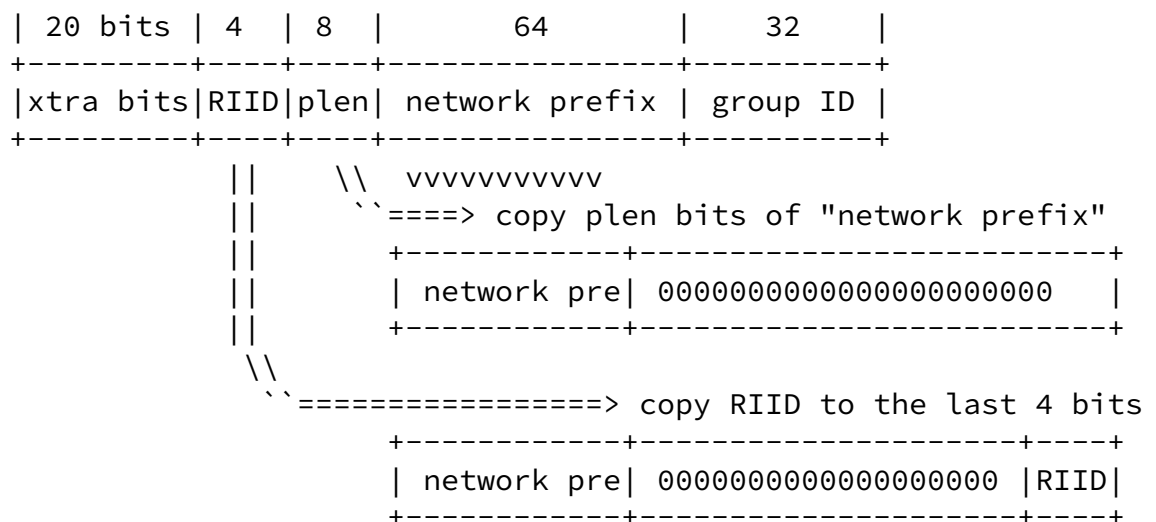 | 20 bits | 4  | 8  |       64       |    32    |
+---------+----+----+----------------+----------+
|xtra bits|RIID|plen| network prefix | group ID |
+---------+----+----+----------------+----------+
            ||    \\  vvvvvvvvvvv
            ||     ``====> copy plen bits of "network prefix"
            ||       +------------+--------------------------+
            ||       | network pre| 0000000000000000000000   |
            ||       +------------+--------------------------+
             \\
              ``=================> copy RIID to the last 4 bits
                     +------------+---------------------+----+
                     | network pre| 0000000000000000000 |RIID|
                     +------------+---------------------+----+